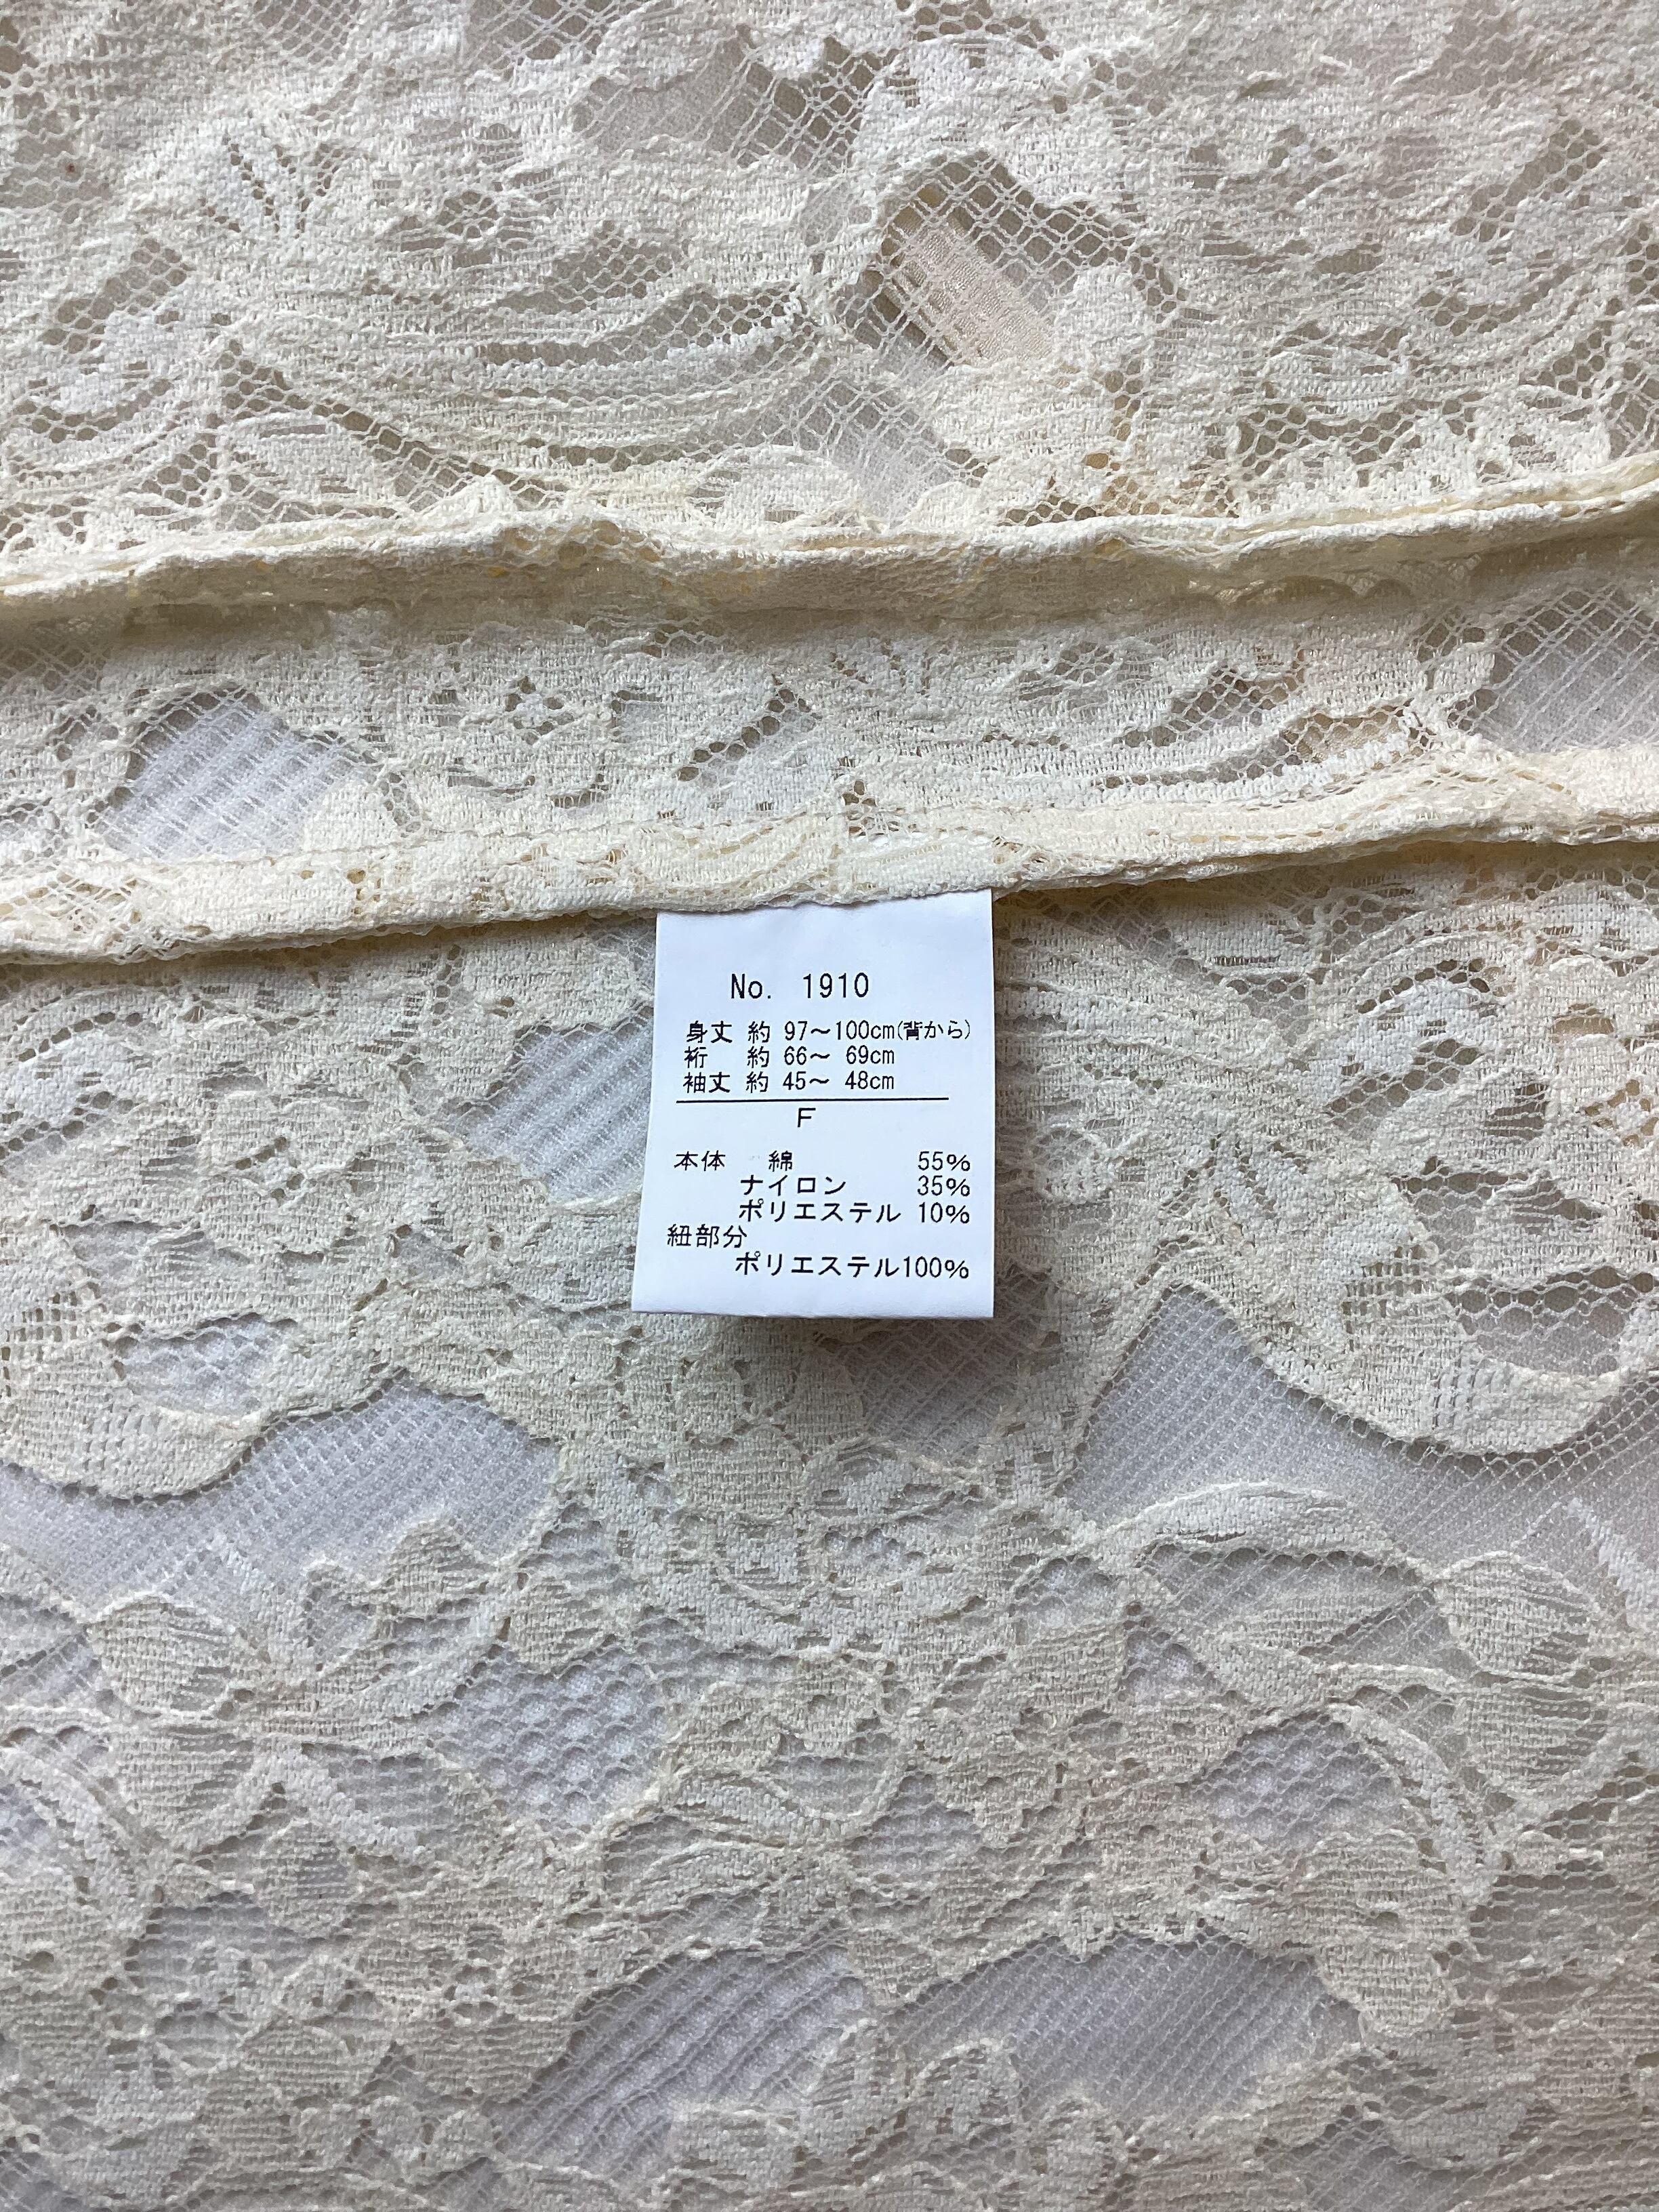 No. 1910
身丈 約 97～100cm(背から)
裄 約 66～ 69cm
袖丈 約 45～ 48cm
F
本体 綿 55%
ナイロン 35%
ポリエステル 10%
紐部分
ポリエステル100%